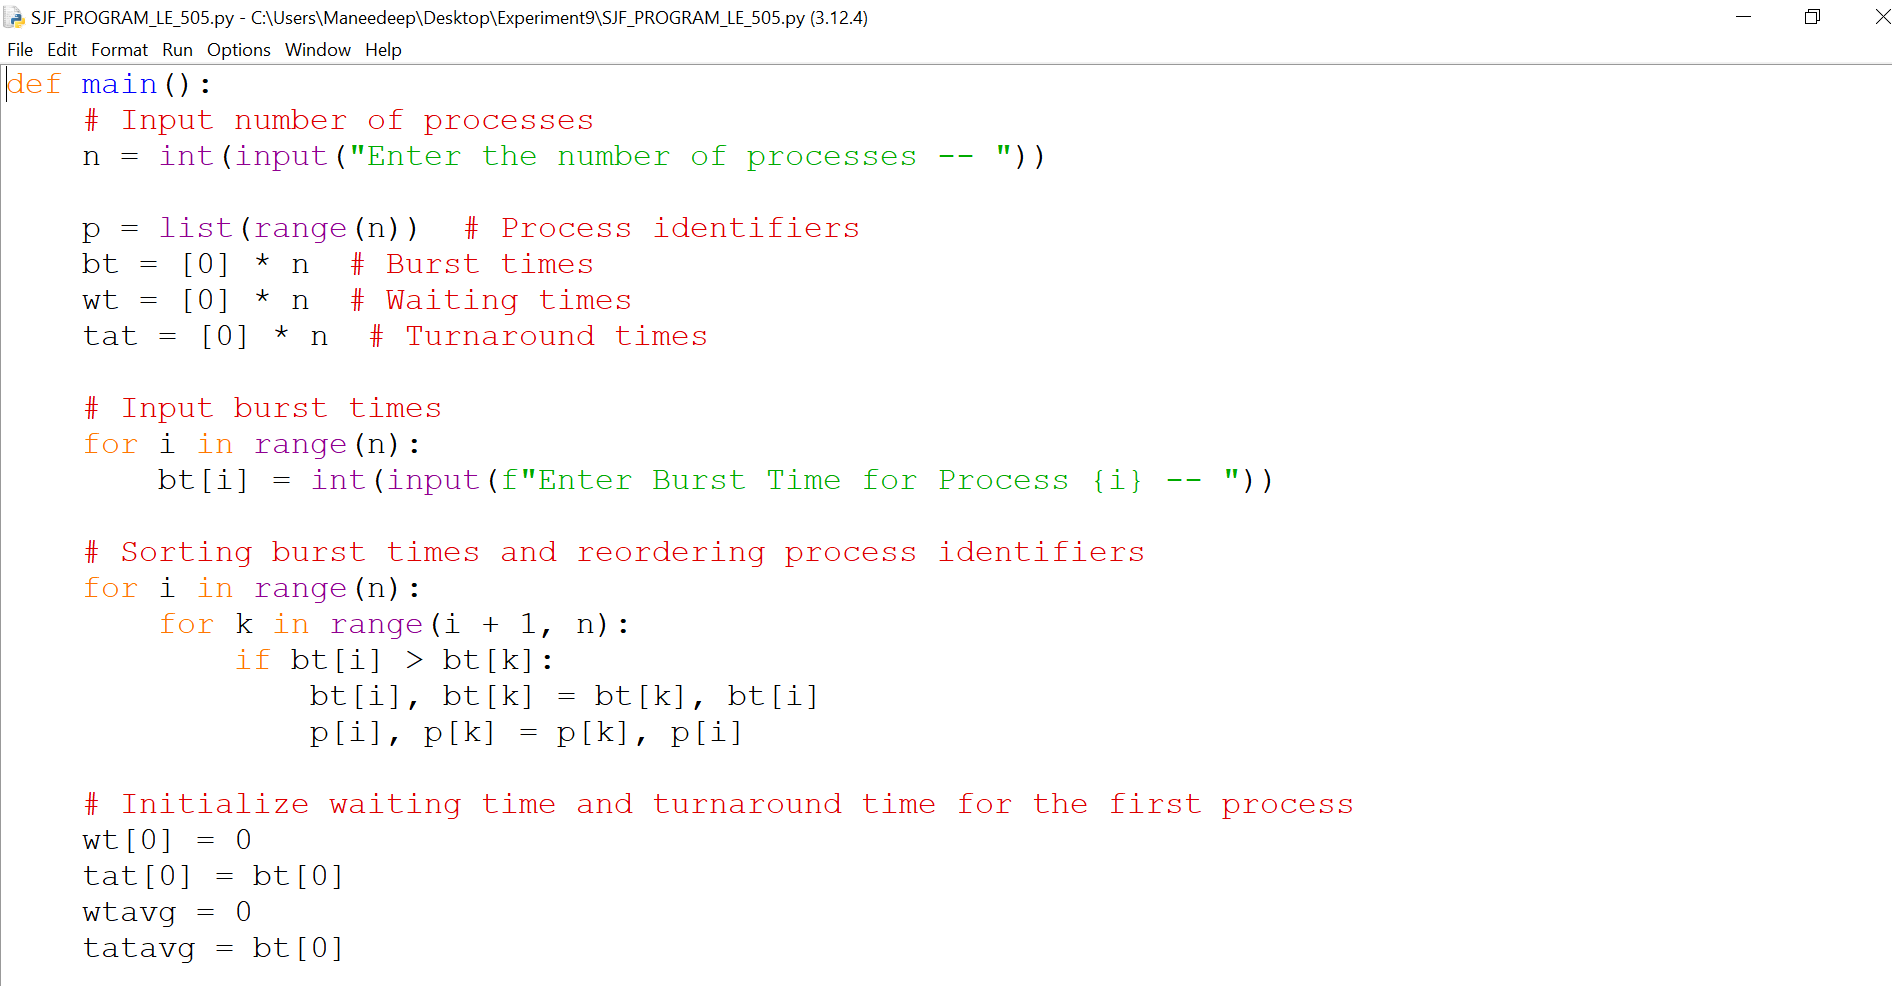 SJF_PROGRAM_LE_505.py - C:\Users\Maneedeep\Desktop\Experiment9\SJF_PROGRAM_LE_505.py (3.12.4)
File Edit Format Run Options Window Help
def main():
    # Input number of processes
    n = int(input("Enter the number of processes -- "))

    p = list(range(n))  # Process identifiers
    bt = [0] * n  # Burst times
    wt = [0] * n  # Waiting times
    tat = [0] * n  # Turnaround times

    # Input burst times
    for i in range(n):
        bt[i] = int(input(f"Enter Burst Time for Process {i} -- "))

    # Sorting burst times and reordering process identifiers
    for i in range(n):
        for k in range(i + 1, n):
            if bt[i] > bt[k]:
                bt[i], bt[k] = bt[k], bt[i]
                p[i], p[k] = p[k], p[i]

    # Initialize waiting time and turnaround time for the first process
    wt[0] = 0
    tat[0] = bt[0]
    wtavg = 0
    tatavg = bt[0]